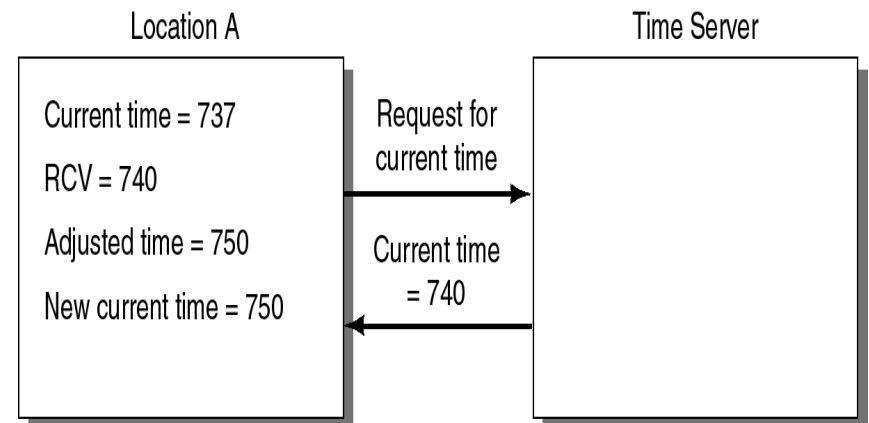 Location A
Time Server
Current time = 737
RCV = 740
Adjusted time = 750
New current time = 750
Request for
current time
Current time
= 740